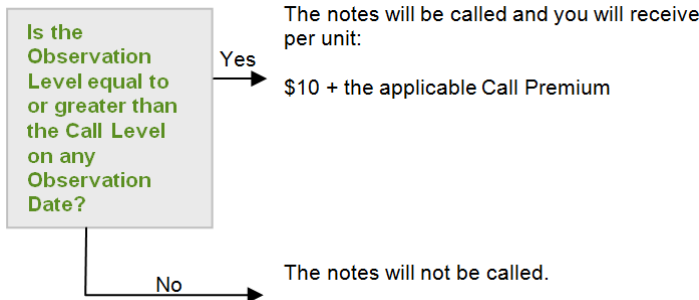 Is the
Observation
Level equal to
or greater than
the Call Level
on any
Observation
Date?
Yes
The notes will be called and you will receive
per unit:
$10 + the applicable Call Premium
No
The notes will not be called.